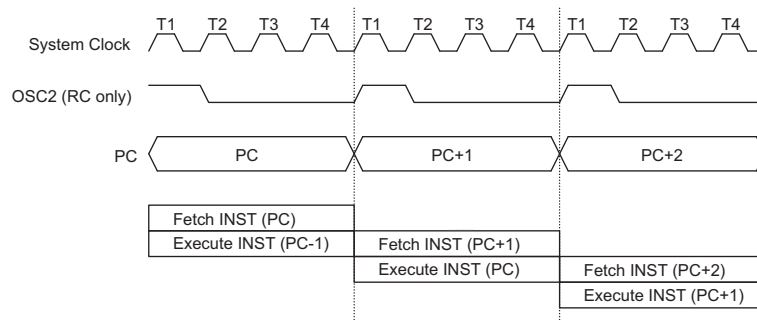 T1 T2 T3 T4 T1 T2 T3 T4 T1 T2 T3 T4
System Clock
OSC2 (RC only)
PC PC PC+1 PC+2
Fetch INST (PC)
Execute INST (PC-1) Fetch INST (PC+1)
Execute INST (PC) Fetch INST (PC+2)
Execute INST (PC+1)